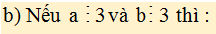 b) Nếu a ⋮ 3 và b ⋮ 3 thì :